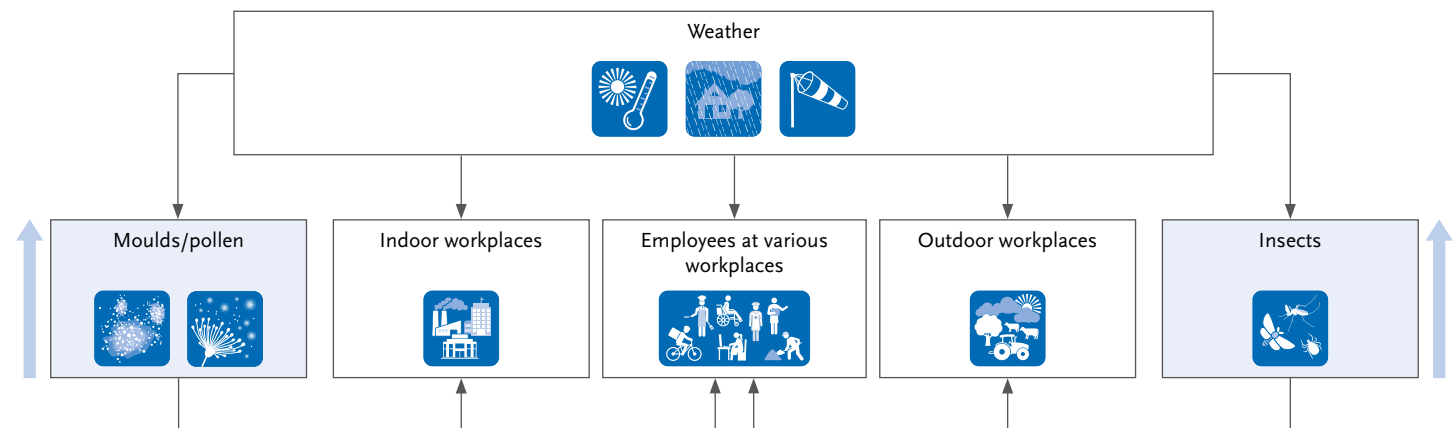 Weather
Moulds/pollen
Indoor workplaces
Employees at various
workplaces
Outdoor workplaces
Insects